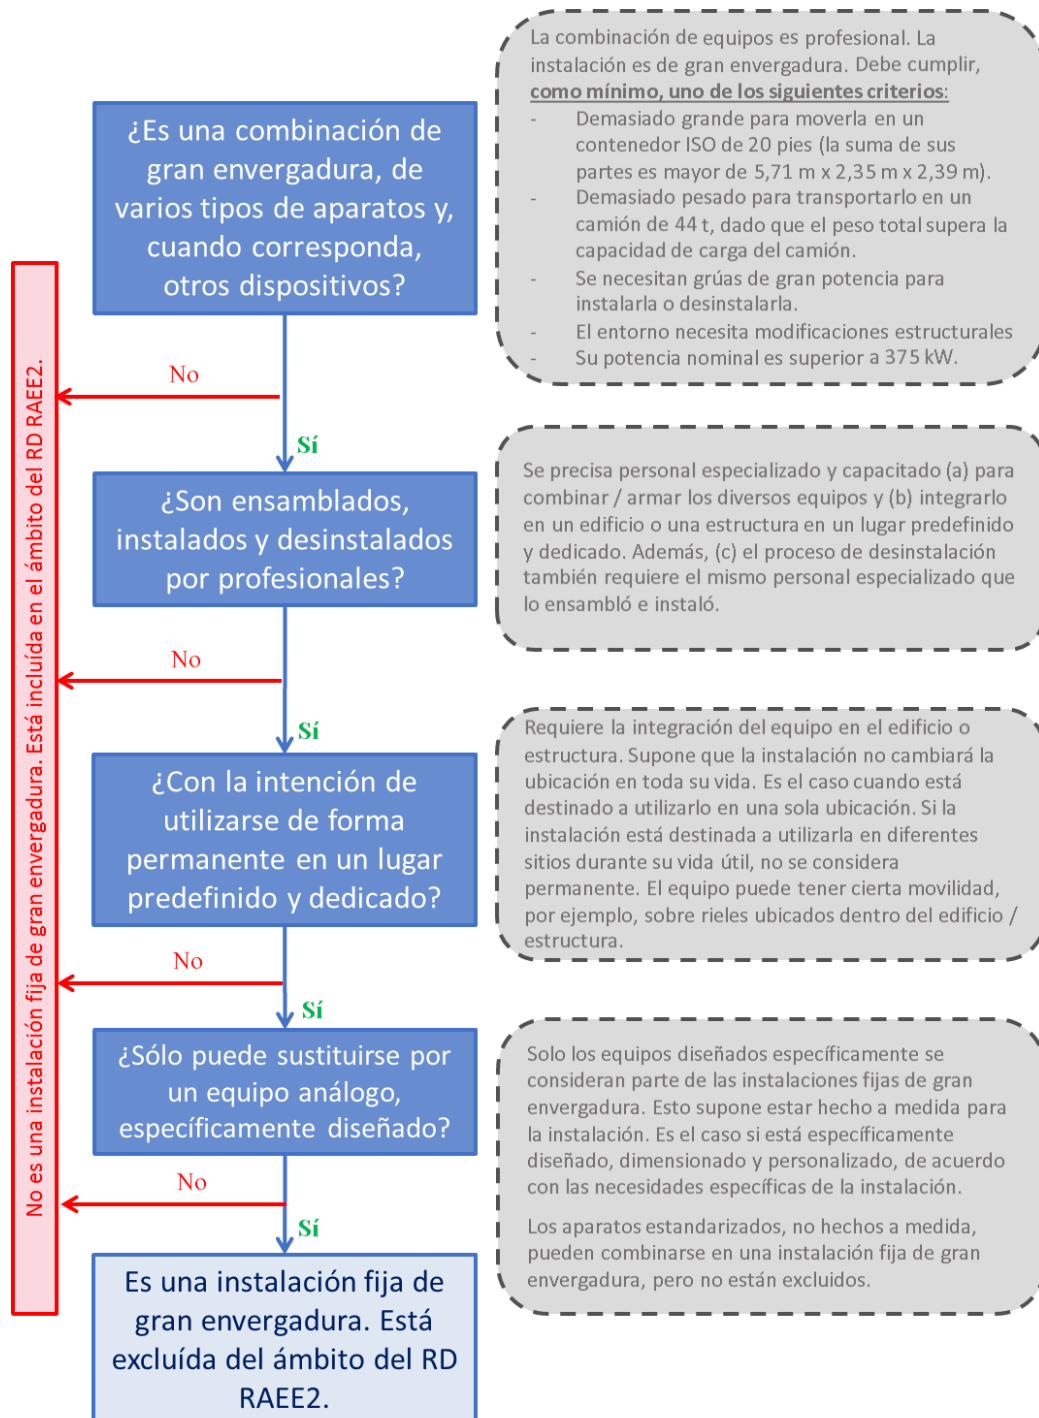 La combinación de equipos es profesional. La
instalación es de gran envergadura. Debe cumplir,
como mínimo, uno de los siguientes criterios:
- Demasiado grande para moverla en un
contenedor ISO de 20 pies (la suma de sus
partes es mayor de 5,71 m x 2,35 m x 2,39 m).
- Demasiado pesado para transportarlo en un
camión de 44 t, dado que el peso total supera la
capacidad de carga del camión.
- Se necesitan grúas de gran potencia para
instalarla o desinstalarla.
- El entorno necesita modificaciones estructurales
- Su potencia nominal es superior a 375 kW.
¿Es una combinación de
gran envergadura, de
varios tipos de aparatos y,
cuando corresponda,
otros dispositivos?
No
Sí
¿Son ensamblados,
instalados y desinstalados
por profesionales?
Se precisa personal especializado y capacitado (a) para
combinar / armar los diversos equipos y (b) integrarlo
en un edificio o una estructura en un lugar predefinido
y dedicado. Además, (c) el proceso de desinstalación
también requiere el mismo personal especializado que
lo ensambló e instaló.
No
Sí
¿Con la intención de
utilizarse de forma
permanente en un lugar
predefinido y dedicado?
Requiere la integración del equipo en el edificio o
estructura. Supone que la instalación no cambiará la
ubicación en toda su vida. Es el caso cuando está
destinado a utilizarlo en una sola ubicación. Si la
instalación está destinada a utilizarla en diferentes
sitios durante su vida útil, no se considera
permanente. El equipo puede tener cierta movilidad,
por ejemplo, sobre rieles ubicados dentro del edificio /
estructura.
No
Sí
¿Sólo puede sustituirse por
un equipo análogo,
específicamente diseñado?
Solo los equipos diseñados específicamente se
consideran parte de las instalaciones fijas de gran
envergadura. Esto supone estar hecho a medida para
la instalación. Es el caso si está específicamente
diseñado, dimensionado y personalizado, de acuerdo
con las necesidades específicas de la instalación.
Los aparatos estandarizados, no hechos a medida,
pueden combinarse en una instalación fija de gran
envergadura, pero no están excluidos.
No
Sí
Es una instalación fija de
gran envergadura. Está
excluída del ámbito del RD
RAEE2.
No es una instalación fija de gran envergadura. Está incluída en el ámbito del RD RAEE2.